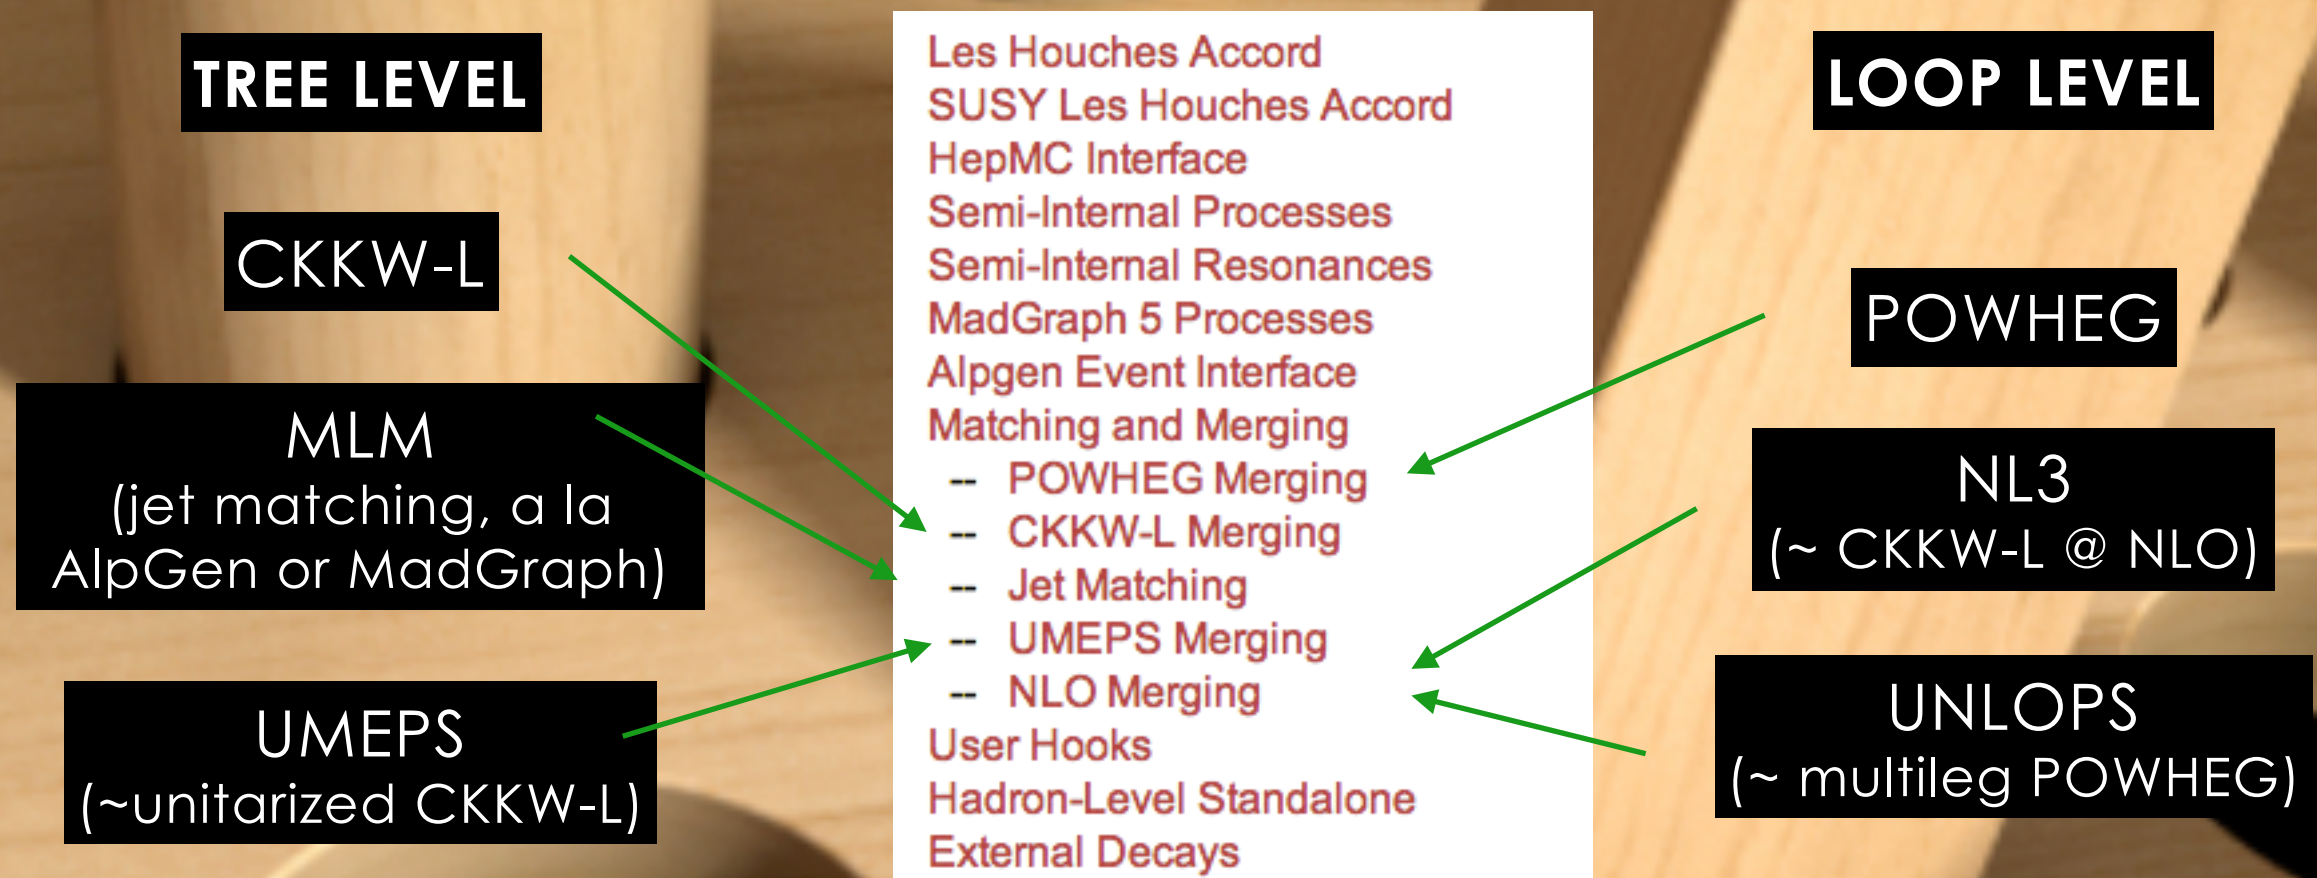 TREE LEVEL
CKKW-L
MLM
(jet matching, a la
AlpGen or MadGraph)
UMEPS
(~unitarized CKKW-L)
Les Houches Accord
SUSY Les Houches Accord
HepMC Interface
Semi-Internal Processes
Semi-Internal Resonances
MadGraph 5 Processes
Alpgen Event Interface
Matching and Merging
-- POWHEG Merging
-- CKKW-L Merging
-- Jet Matching
-- UMEPS Merging
-- NLO Merging
User Hooks
Hadron-Level Standalone
External Decays
LOOP LEVEL
POWHEG
NL3
(~ CKKW-L @ NLO)
UNLOPS
(~ multileg POWHEG)